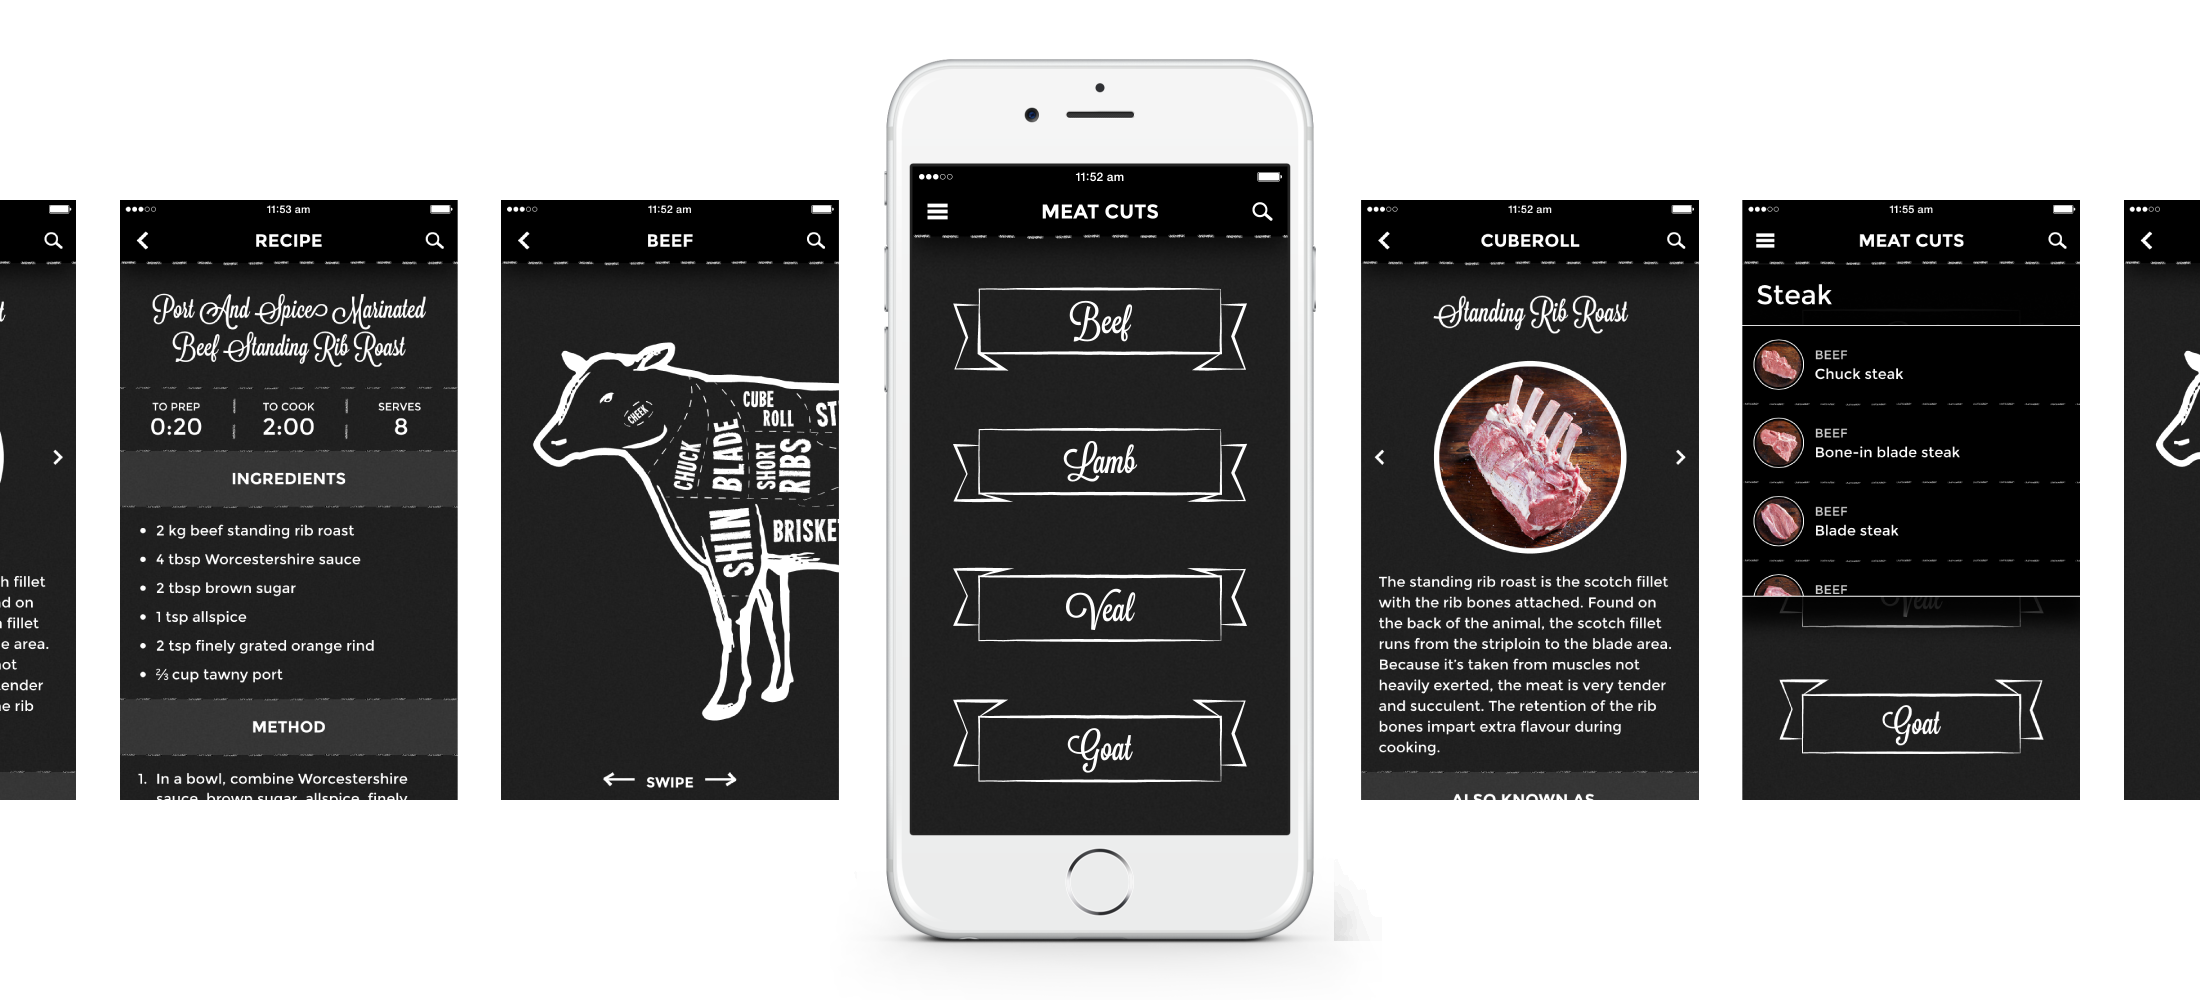 t
h fillet
d on
fillet
e area.
ot
ender
e rib
11:53 am
RECIPE
Port And Spice Marinated
Beef Standing Rib Roast
TO PREP TO COOK SERVES
0:20 2:00 8
INGREDIENTS
• 2 kg beef standing rib roast
• 4 tbsp Worcestershire sauce
• 2 tbsp brown sugar
• 1 tsp allspice
• 2 tsp finely grated orange rind
• ⅔ cup tawny port
METHOD
1. In a bowl, combine Worcestershire
sauce, brown sugar, allspice, finely
11:52 am
BEEF
CHEEK
CHUCK
BLADE
CUBE
ROLL
SHORT
RIBS
ST
SHIN
BRISKE
SWIPE
11:52 am
MEAT CUTS
Beef
Lamb
Veal
Goat
11:52 am
CUBEROLL
Standing Rib Roast
The standing rib roast is the scotch fillet
with the rib bones attached. Found on
the back of the animal, the scotch fillet
runs from the striploin to the blade area.
Because it's taken from muscles not
heavily exerted, the meat is very tender
and succulent. The retention of the rib
bones impart extra flavour during
cooking.
ALSO KNOWN AS
11:55 am
MEAT CUTS
Steak
BEEF
Chuck steak
BEEF
Bone-in blade steak
BEEF
Blade steak
BEEF
Veal
Goat